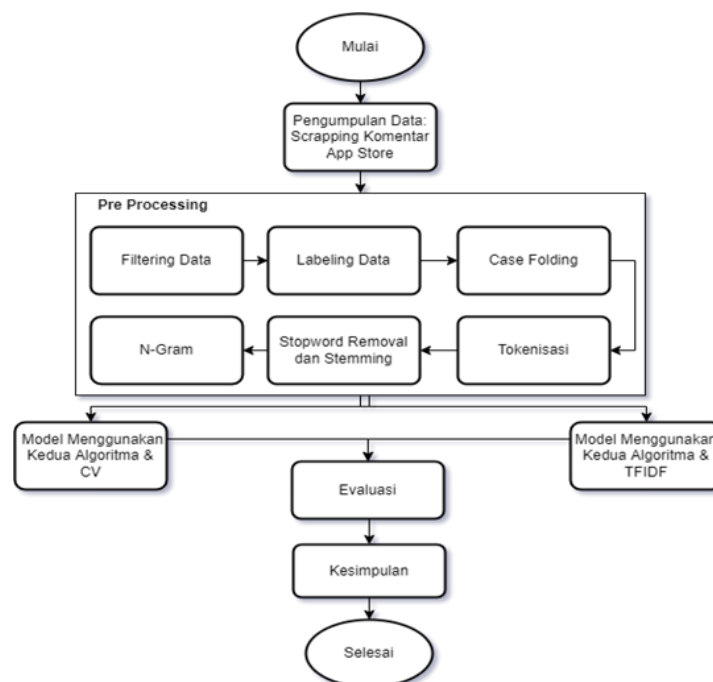 Mulai
Pengumpulan Data:
Scrapping Komentar
App Store
Pre Processing
Filtering Data
Labeling Data
Case Folding
Tokenisasi
Stopword Removal
dan Stemming
N-Gram
Model Menggunakan
Kedua Algoritma &
CV
Model Menggunakan
Kedua Algoritma &
TFIDF
Evaluasi
Kesimpulan
Selesai